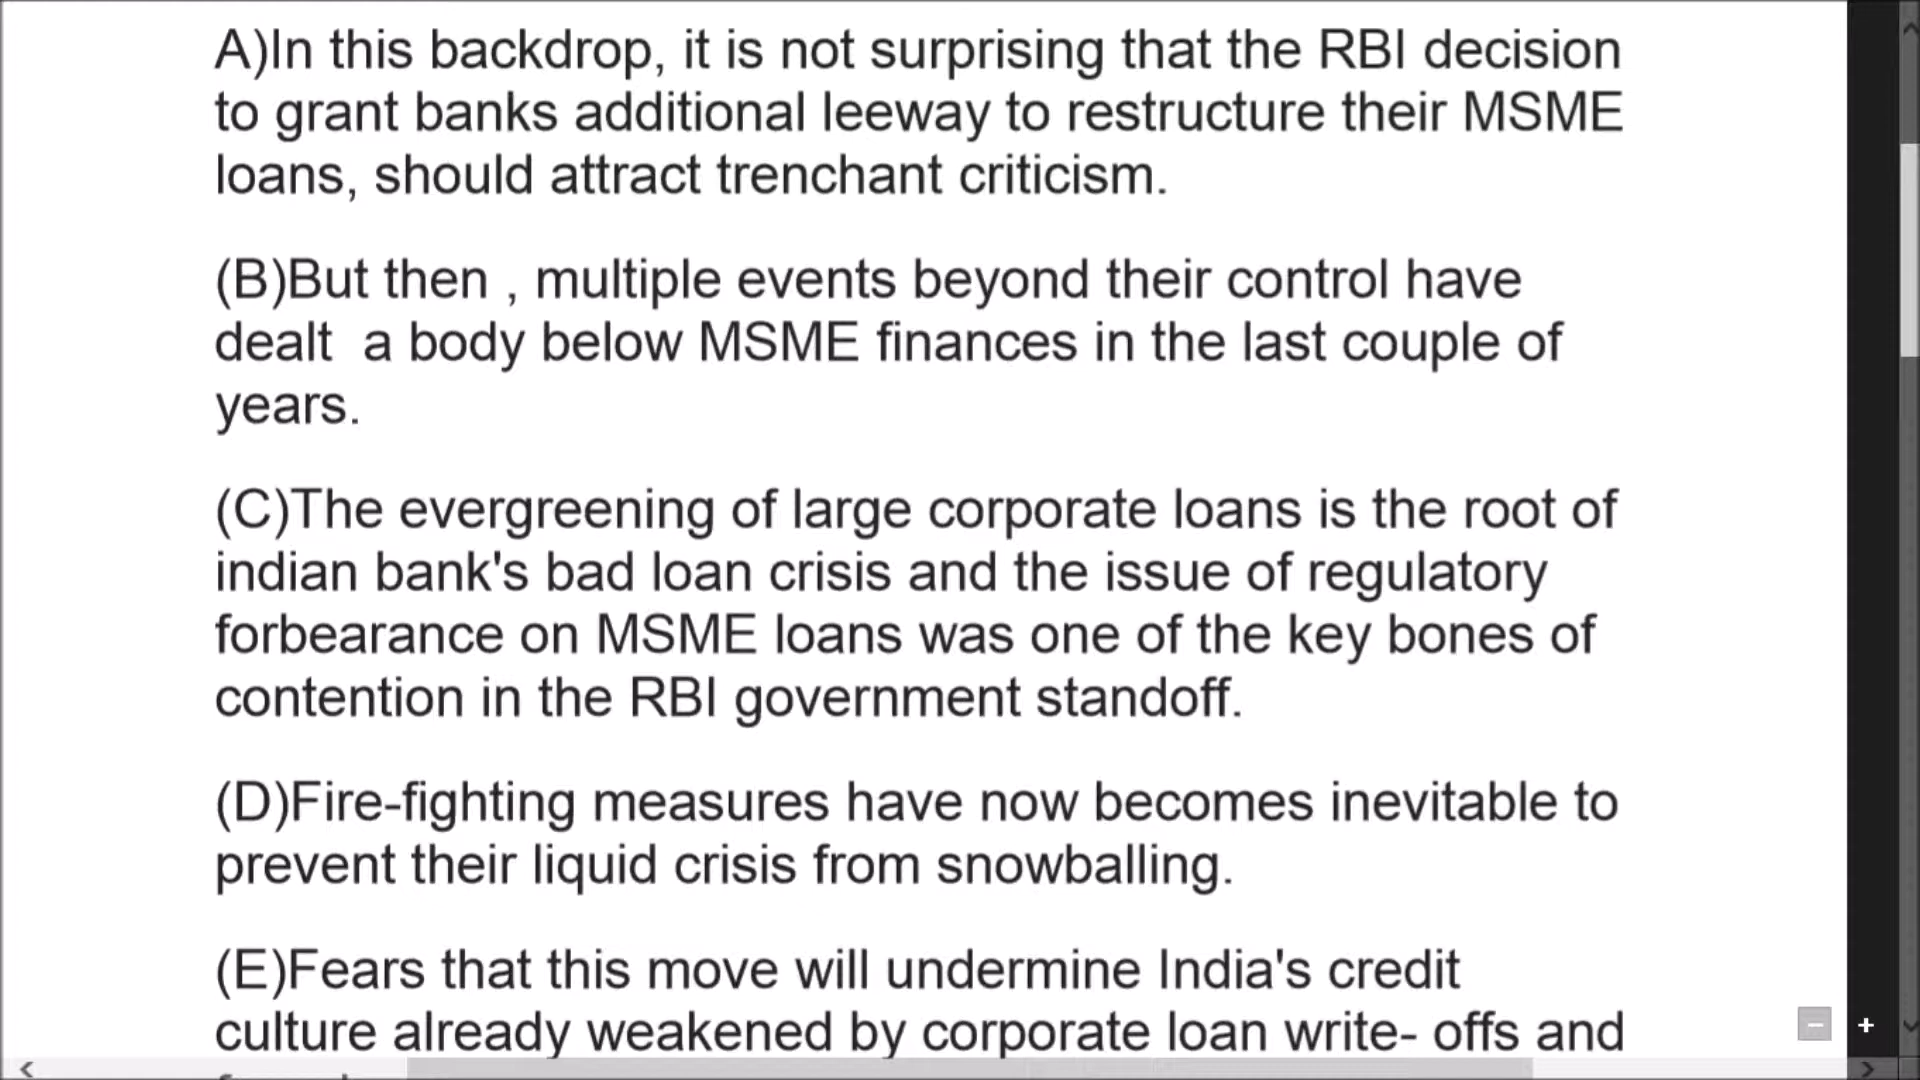 A)In this backdrop, it is not surprising that the RBI decision
to grant banks additional leeway to restructure their MSME
loans, should attract trenchant criticism.
(B)But then , multiple events beyond their control have
dealt  a body below MSME finances in the last couple of
years.
(C)The evergreening of large corporate loans is the root of
indian bank's bad loan crisis and the issue of regulatory
forbearance on MSME loans was one of the key bones of
contention in the RBI government standoff.
(D)Fire-fighting measures have now becomes inevitable to
prevent their liquid crisis from snowballing.
(E)Fears that this move will undermine India's credit
culture already weakened by corporate loan write- offs and